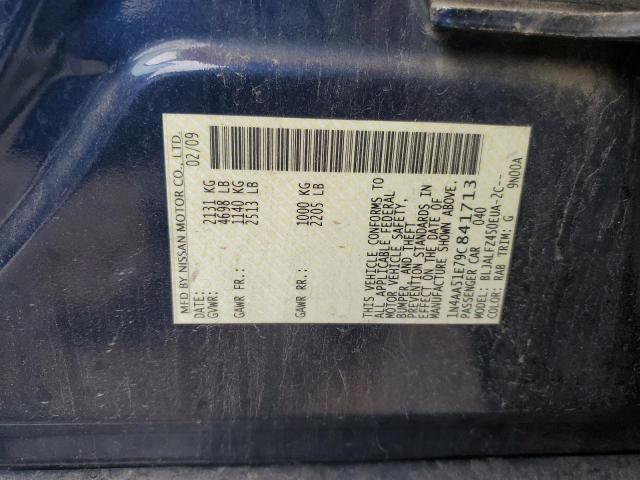 MFD BY NISSAN MOTOR CO., LTD.
DATE: 02/09
GVWR: 2131 KG
4698 LB
GAWR FR.: 1140 KG
2513 LB
GAWR RR.: 1000 KG
2205 LB
THIS VEHICLE CONFORMS TO
ALL APPLICABLE FEDERAL
MOTOR VEHICLE SAFETY,
BUMPER, AND THEFT
PREVENTION STANDARDS IN
EFFECT ON THE DATE OF
MANUFACTURE SHOWN ABOVE.
1N4AA51E79C841713
PASSENGER CAR 040
MODEL: BLJALFZ450EUA-2C--
COLOR: RAB TRIM: G 9N00A